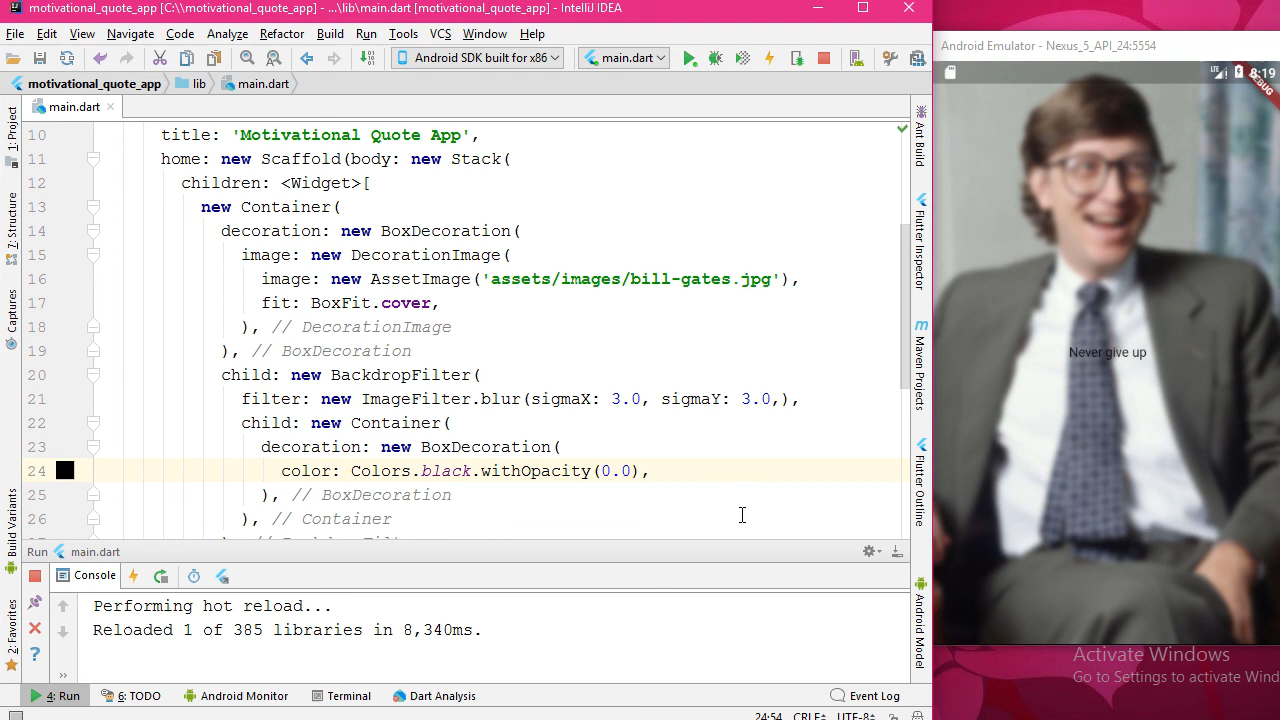 motivational_quote_app [C:\\motivational_quote_app] - ...\lib\main.dart [motivational_quote_app] - IntelliJ IDEA
File Edit View Navigate Code Analyze Refactor Build Run Tools VCS Window Help
Android SDK built for x86 main.dart
motivational_quote_app lib main.dart
main.dart
1: Project
7: Structure
Captures
Build Variants
2: Favorites
10 title: 'Motivational Quote App',
11 home: new Scaffold(body: new Stack(
12 children: <Widget>[
13 new Container(
14 decoration: new BoxDecoration(
15 image: new DecorationImage(
16 image: new AssetImage('assets/images/bill-gates.jpg'),
17 fit: BoxFit.cover,
18 ), // DecorationImage
19 ), // BoxDecoration
20 child: new BackdropFilter(
21 filter: new ImageFilter.blur(sigmaX: 3.0, sigmaY: 3.0,),
22 child: new Container(
23 decoration: new BoxDecoration(
24 color: Colors.black.withOpacity(0.0),
25 ), // BoxDecoration
26 ), // Container
Run main.dart
Console
Performing hot reload...
Reloaded 1 of 385 libraries in 8,340ms.
4: Run 6: TODO Android Monitor Terminal Dart Analysis Event Log
24:54 CRLF UTF-8
Ant Build
Flutter Inspector
Maven Projects
Flutter Outline
Android Model
Android Emulator - Nexus_5_API_24:5554
LTE 8:19
DEBUG
Never give up
Activate Windows
Go to Settings to activate Wind